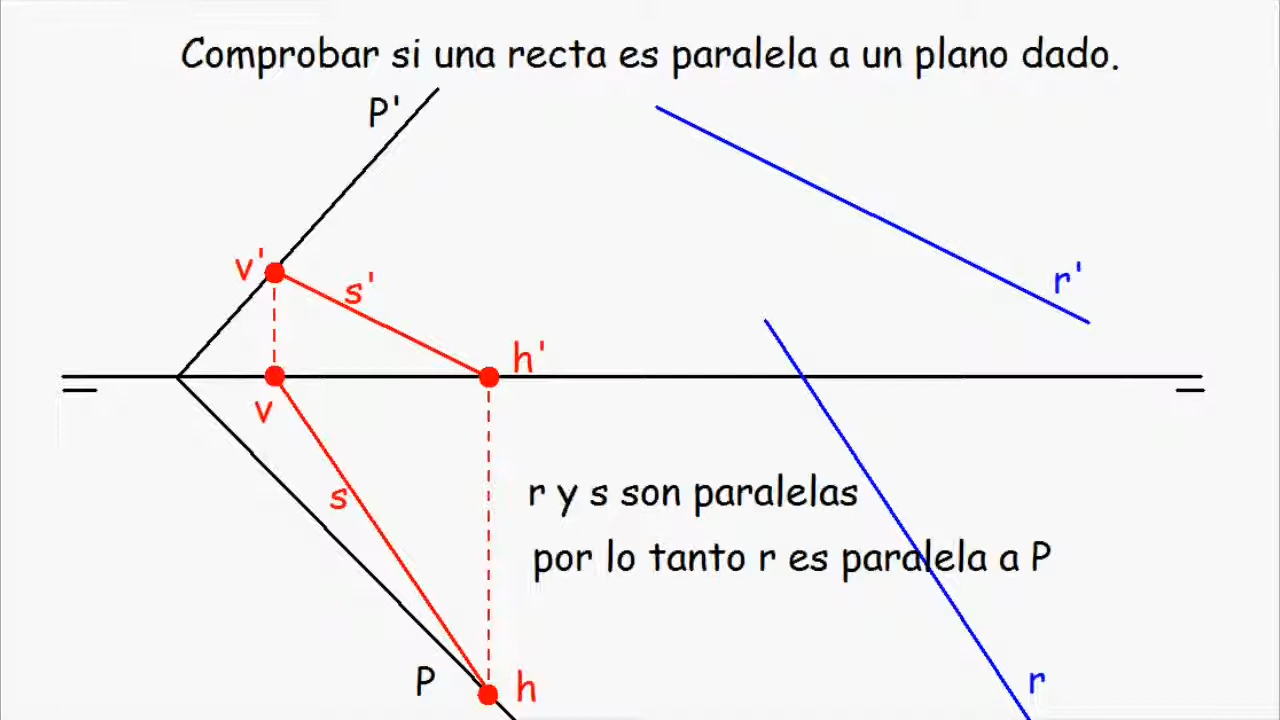 Comprobar si una recta es paralela a un plano dado.
P'
v'
s'
r'
h'
v
s
r y s son paralelas
por lo tanto r es paralela a P
P
h
r